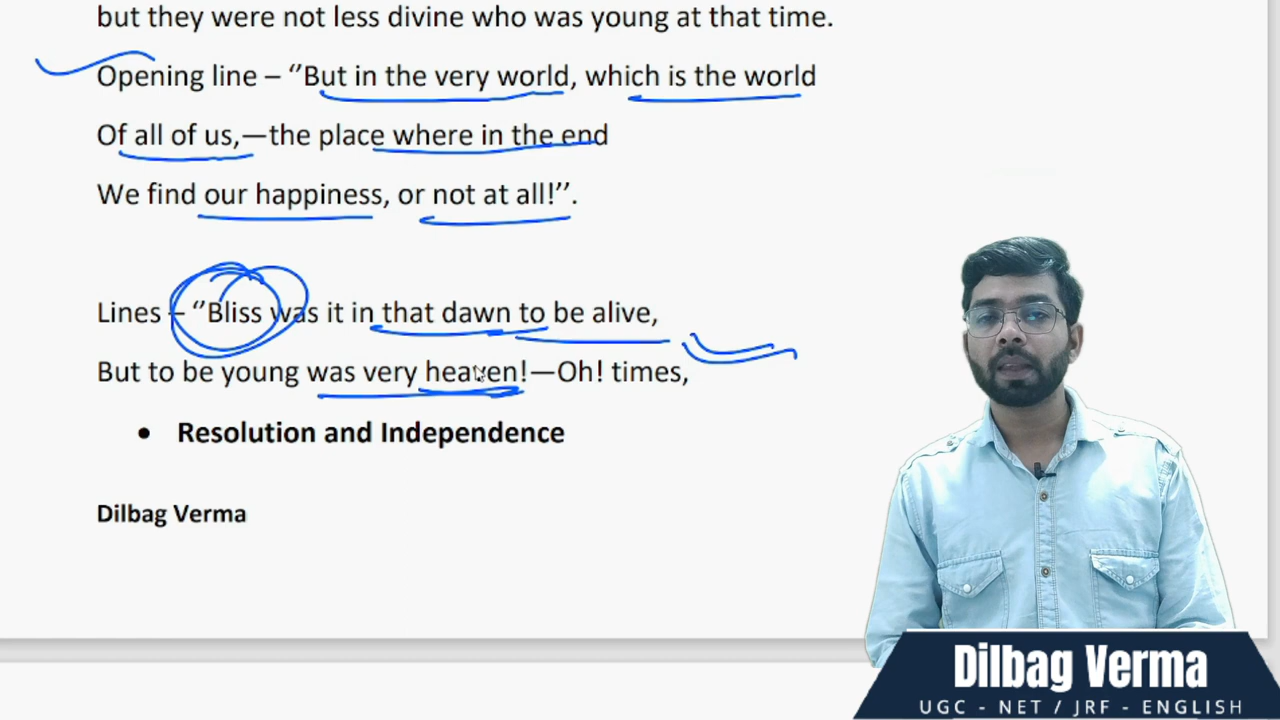 but they were not less divine who was young at that time.
Opening line – ‘’But in the very world, which is the world
Of all of us,—the place where in the end
We find our happiness, or not at all!’’.
Lines – ‘’Bliss was it in that dawn to be alive,
But to be young was very heaven!—Oh! times,
• Resolution and Independence
Dilbag Verma
Dilbag Verma
UGC - NET / JRF - ENGLISH